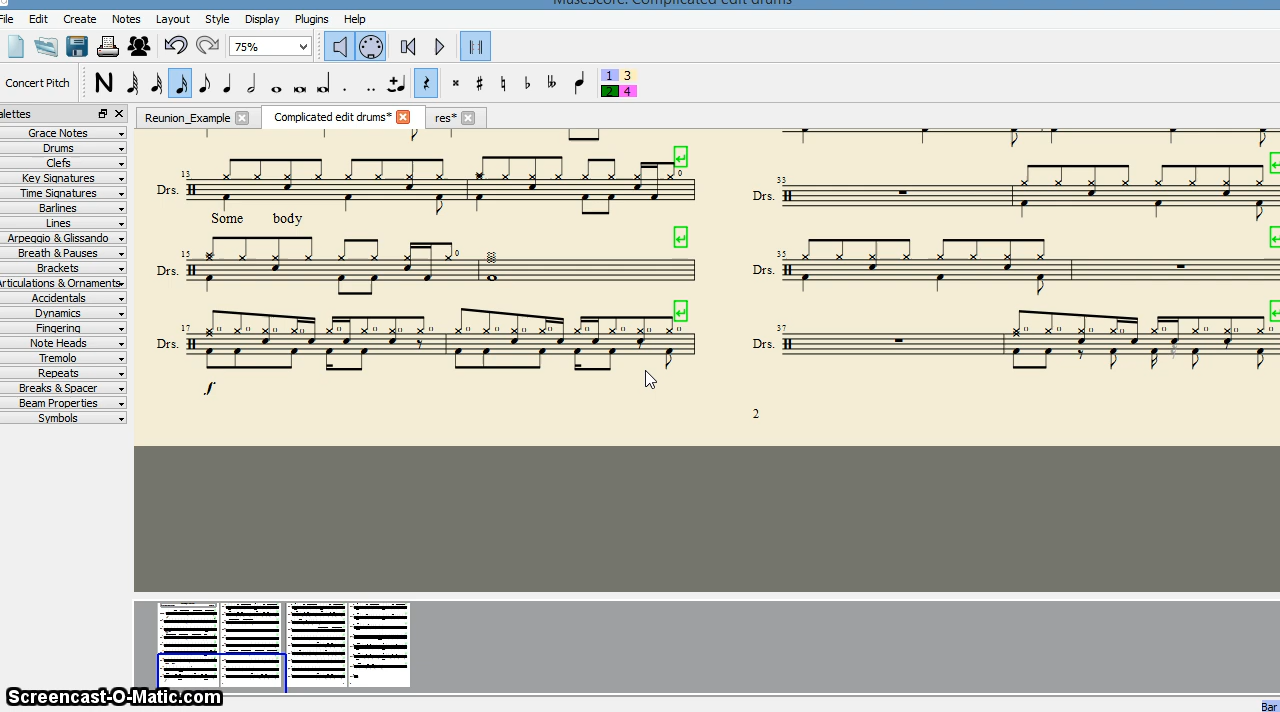 MuseScore: Complicated edit drums
File Edit Create Notes Layout Style Display Plugins Help
75%
Concert Pitch N 1 3
2 4
alettes
Reunion_Example Complicated edit drums* res*
Grace Notes
Drums
Clefs
Key Signatures
Time Signatures
Barlines
Lines
Arpeggio & Glissando
Breath & Pauses
Brackets
rticulations & Ornaments
Accidentals
Dynamics
Fingering
Note Heads
Tremolo
Repeats
Breaks & Spacer
Beam Properties
Symbols
13
Drs.
0
Some body
15
Drs.
0
17
Drs.
f
33
Drs.
35
Drs.
37
Drs.
2
Screencast-O-Matic.com
Bar